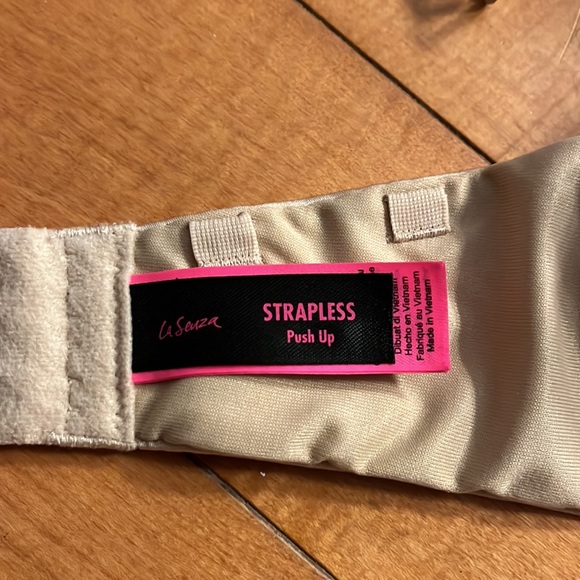 La Senza
STRAPLESS
Push Up
Dibuat di Vietnam
Hecho en Vietnam
Fabriqué au Vietnam
Made in Vietnam